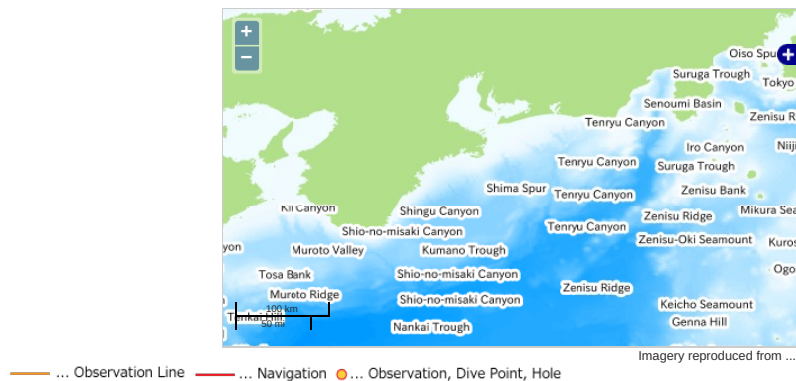 +
−
Oiso Spu
+
Suruga Trough
Tokyo
Senoumi Basin
Zenisu R
Tenryu Canyon
Iro Canyon
Niiji
Tenryu Canyon
Suruga Trough
Shima Spur
Tenryu Canyon
Zenisu Bank
Kii Canyon
Shingu Canyon
Zenisu Ridge
Mikura Sea
Shio-no-misaki Canyon
Tenryu Canyon
yon
Muroto Valley
Kumano Trough
Zenisu-Oki Seamount
Kuros
Tosa Bank
Shio-no-misaki Canyon
Ogo
Muroto Ridge
Shio-no-misaki Canyon
Zenisu Ridge
Keicho Seamount
100 km
Tenkai Hill
50 mi
Nankai Trough
Genna Hill
Imagery reproduced from ...
... Observation Line
... Navigation
... Observation, Dive Point, Hole